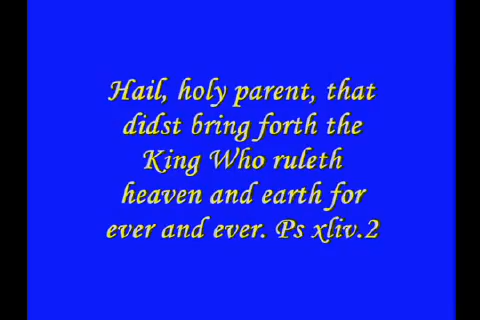 Hail, holy parent, that
didst bring forth the
King Who ruleth
heaven and earth for
ever and ever. Ps xliv.2